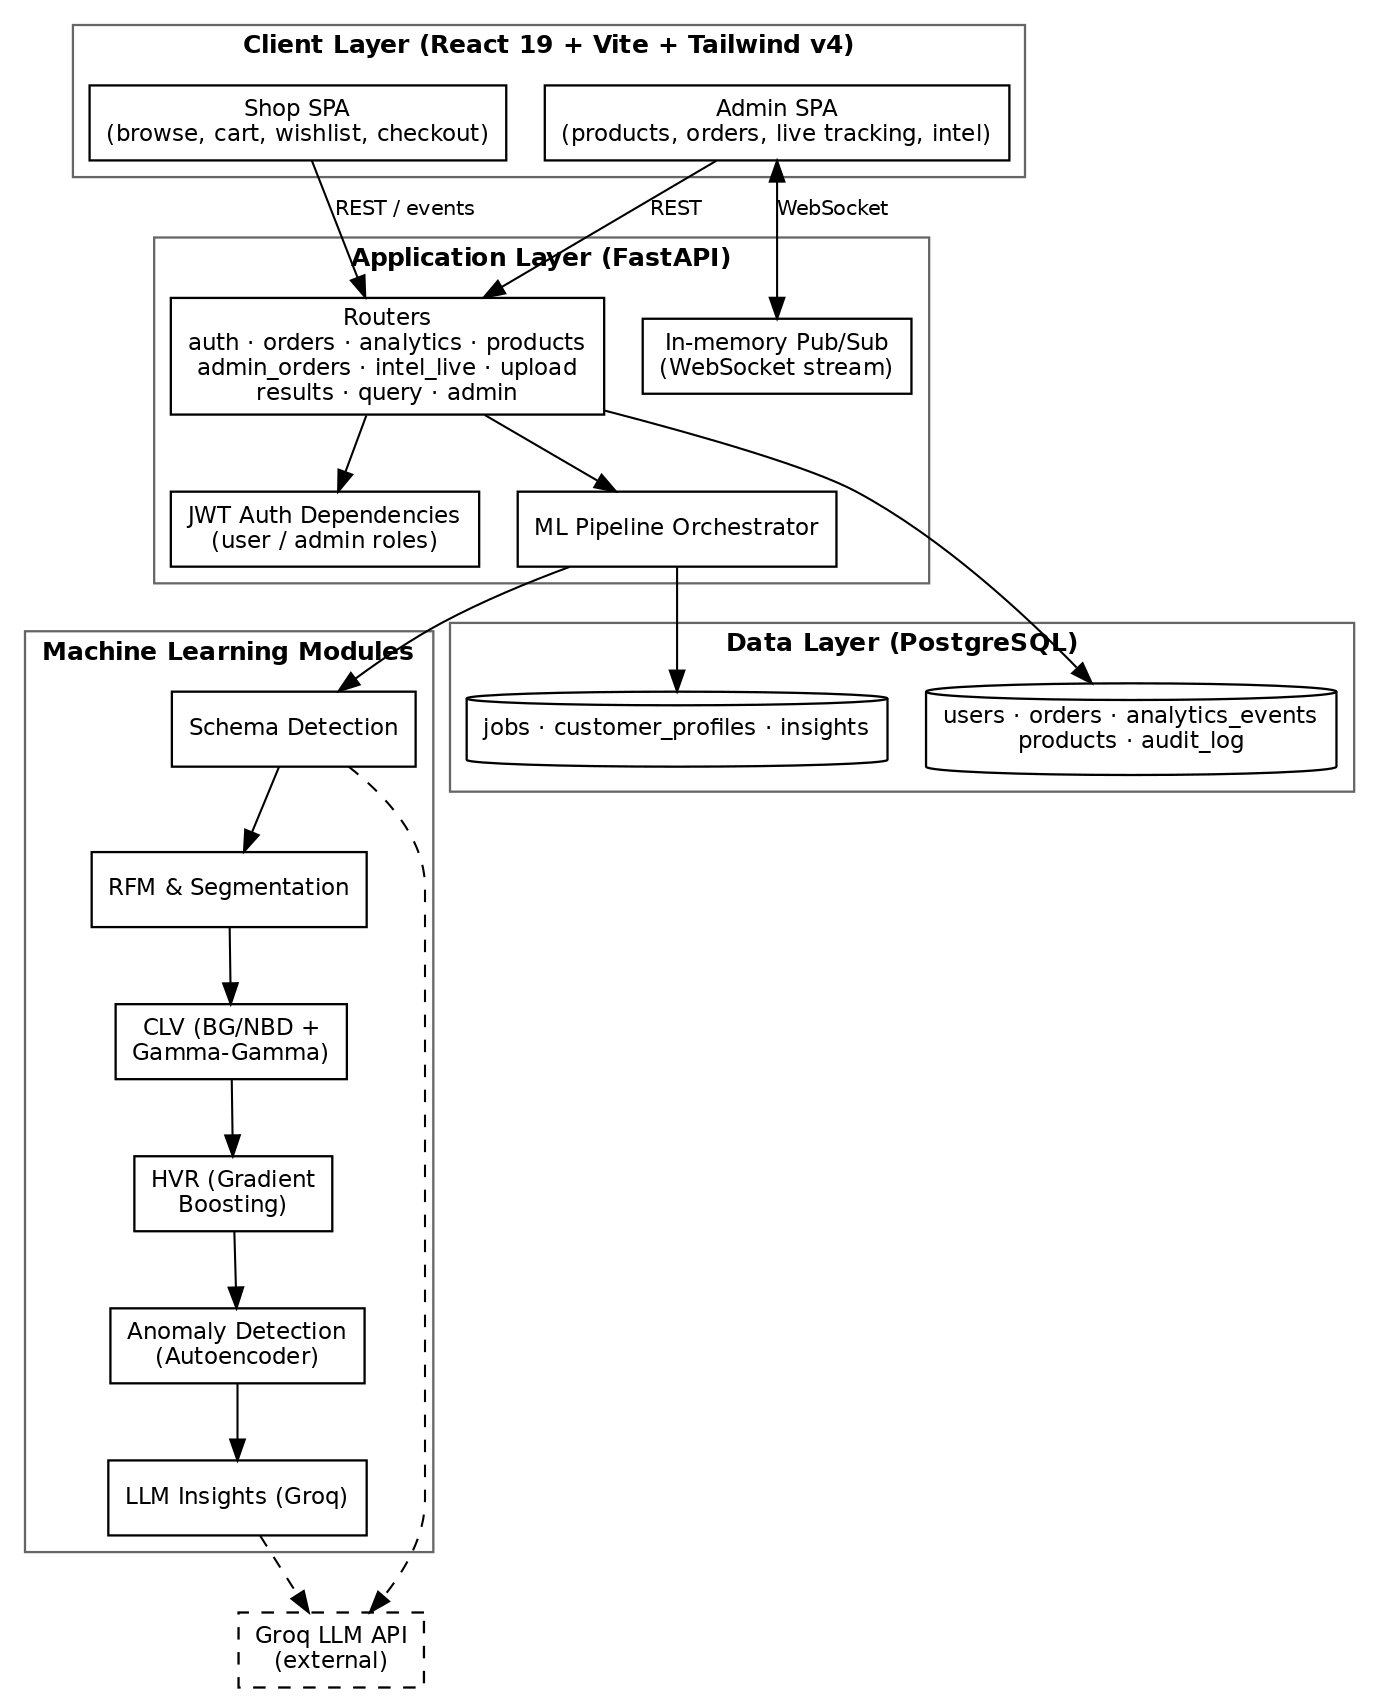 Client Layer (React 19 + Vite + Tailwind v4)
Shop SPA
(browse, cart, wishlist, checkout)
Admin SPA
(products, orders, live tracking, intel)
REST / events
REST
WebSocket
Application Layer (FastAPI)
Routers
auth · orders · analytics · products
admin_orders · intel_live · upload
results · query · admin
In-memory Pub/Sub
(WebSocket stream)
JWT Auth Dependencies
(user / admin roles)
ML Pipeline Orchestrator
Machine Learning Modules
Data Layer (PostgreSQL)
Schema Detection
jobs · customer_profiles · insights
users · orders · analytics_events
products · audit_log
RFM & Segmentation
CLV (BG/NBD +
Gamma-Gamma)
HVR (Gradient
Boosting)
Anomaly Detection
(Autoencoder)
LLM Insights (Groq)
Groq LLM API
(external)